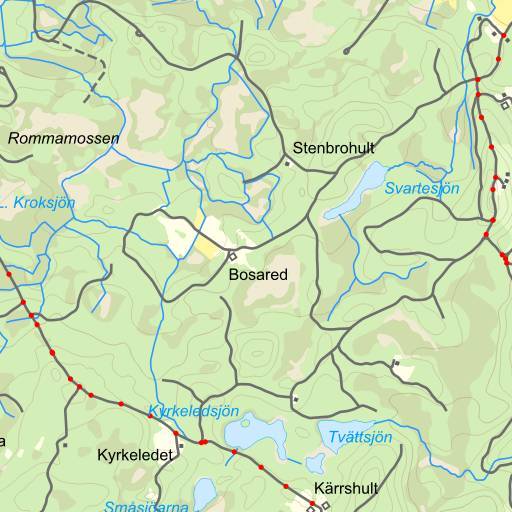 Rommamossen
Stenbrohult
Svartesjön
L. Kroksjön
Bosared
Kyrkeledsjön
Tvättsjön
Kyrkeledet
Kärrshult
Småsjöarna